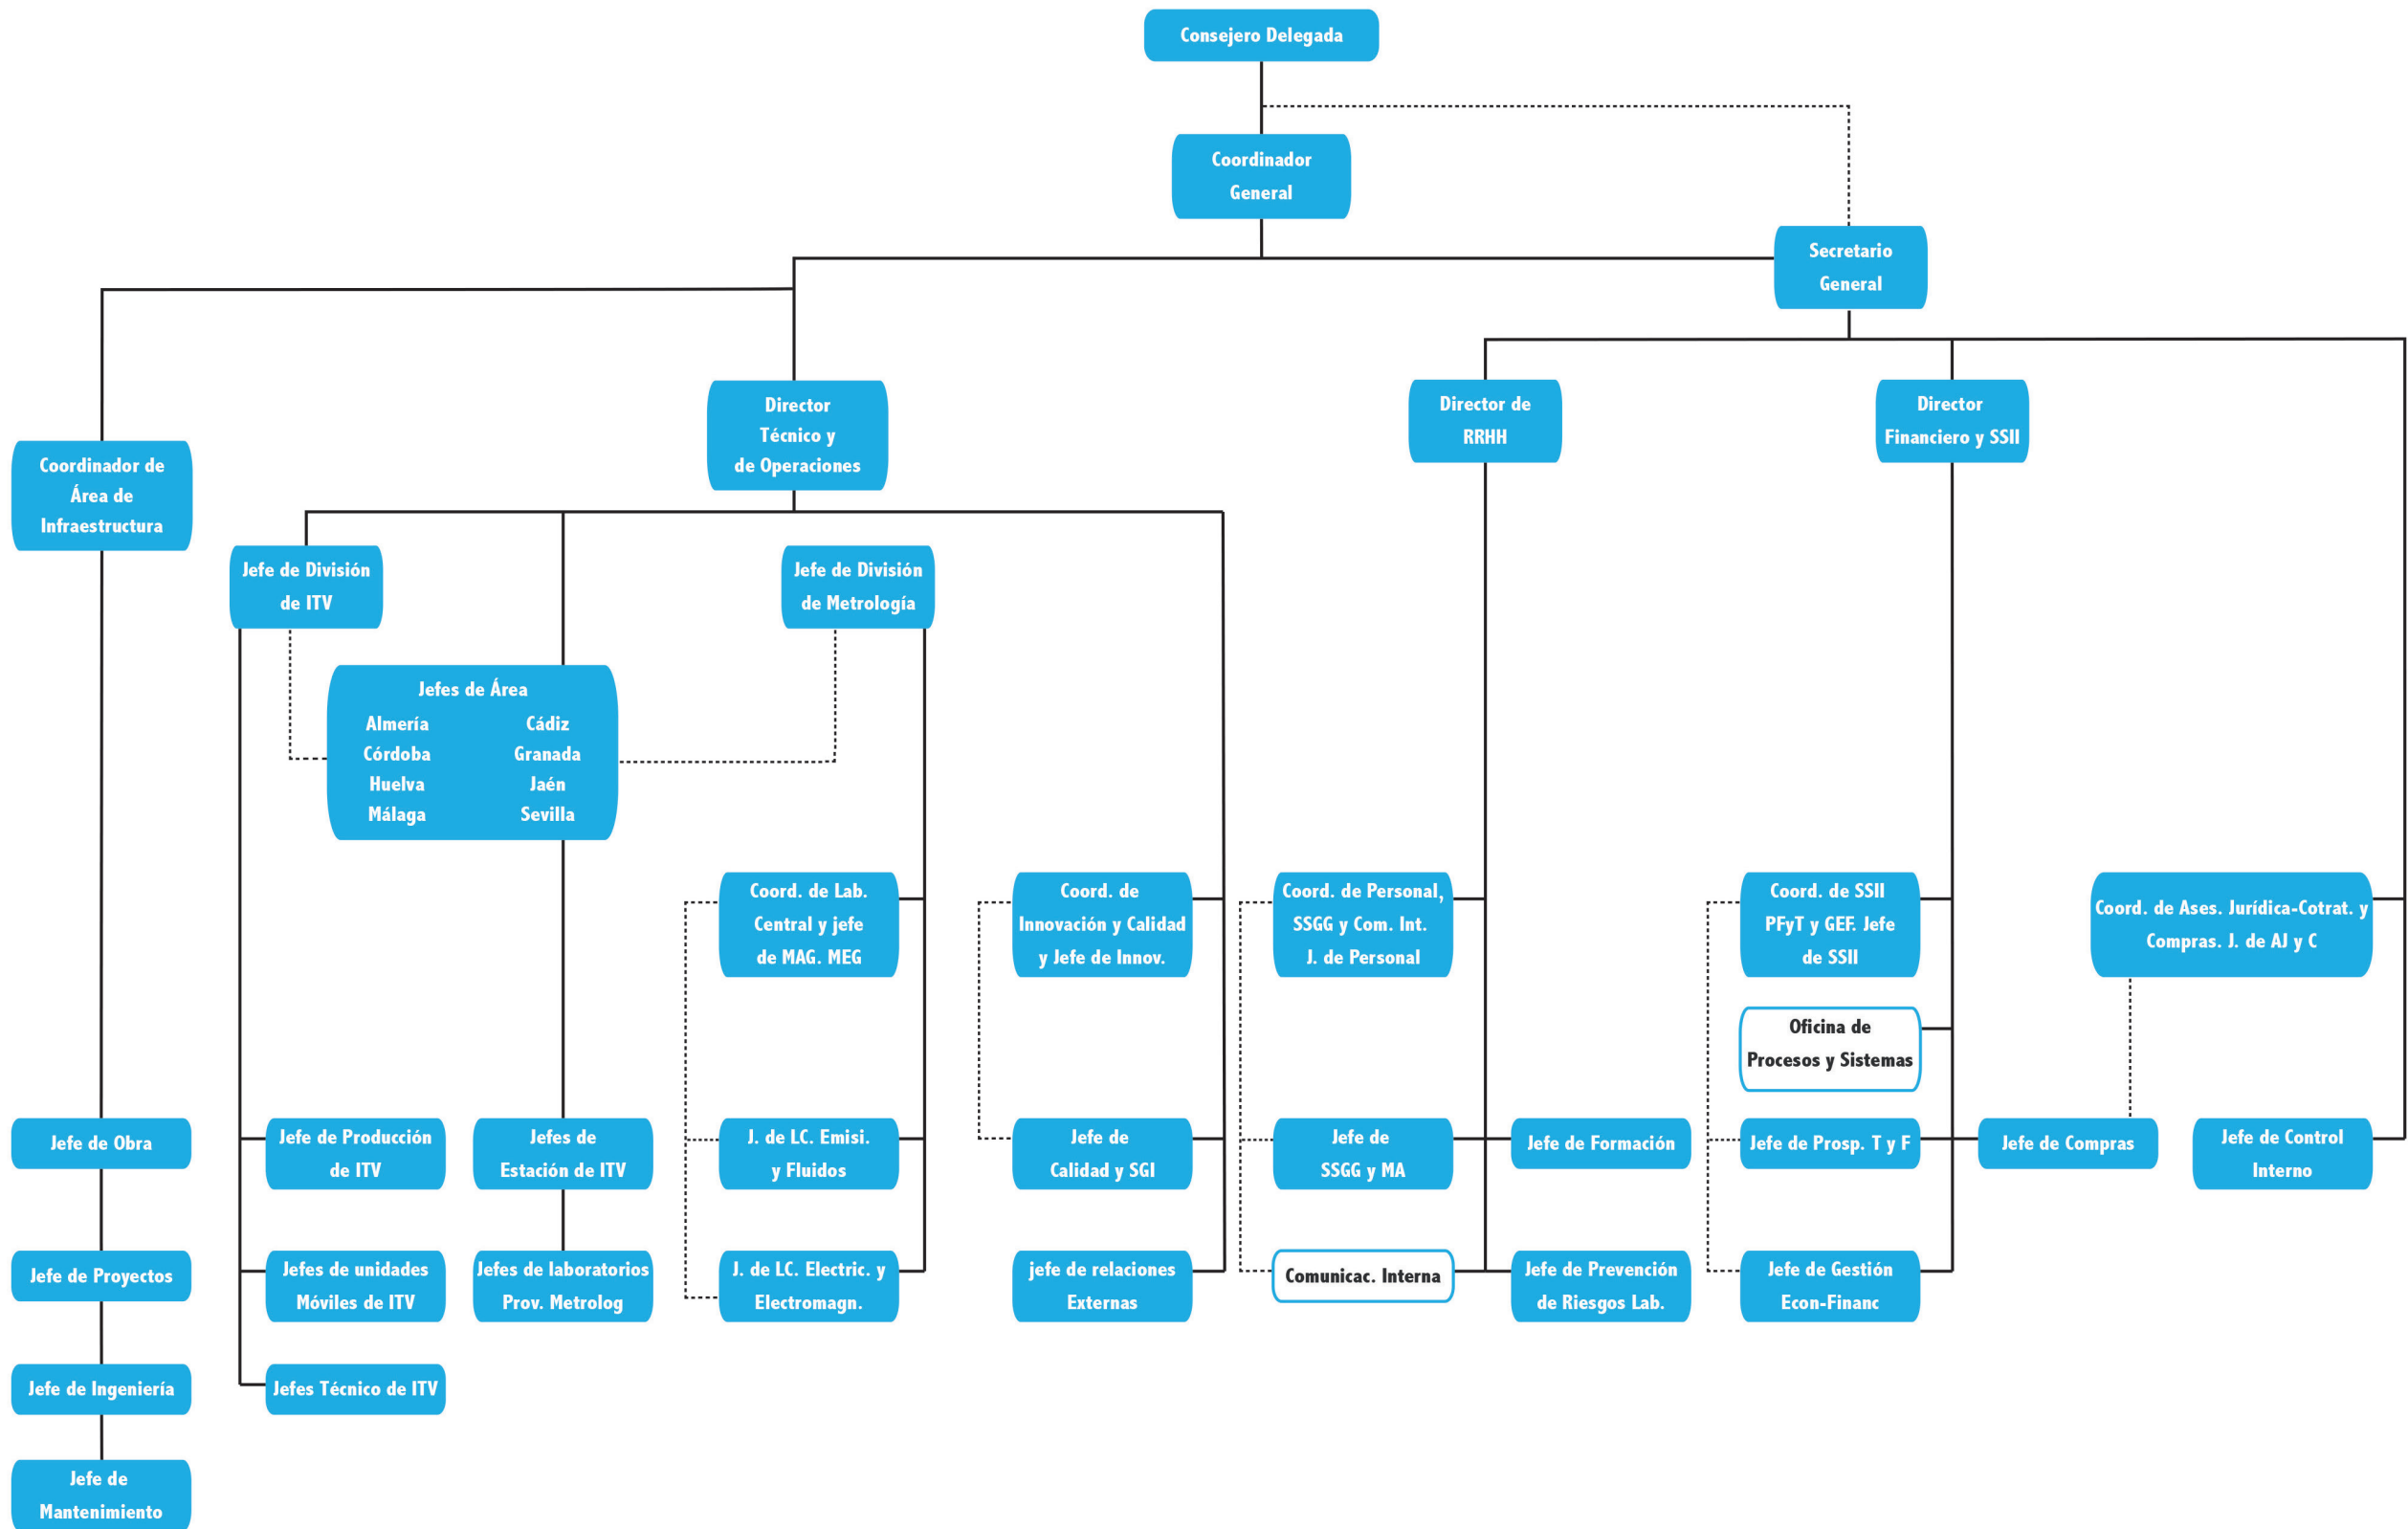 Consejero Delegada
Coordinador
General
Secretario
General
Director
Técnico y
de Operaciones
Director de
RRHH
Director
Financiero y SSII
Coordinador de
Área de
Infraestructura
Jefe de División
de ITV
Jefe de División
de Metrología
Jefes de Área
Almería
Cádiz
Córdoba
Granada
Huelva
Jaén
Málaga
Sevilla
Coord. de Lab.
Central y jefe
de MAG. MEG
Coord. de
Innovación y Calidad
y Jefe de Innov.
Coord. de Personal,
SSGG y Com. Int.
J. de Personal
Coord. de SSII
PFyT y GEF. Jefe
de SSII
Coord. de Ases. Jurídica-Cotrat. y
Compras. J. de AJ y C
Oficina de
Procesos y Sistemas
Jefe de Obra
Jefe de Producción
de ITV
Jefes de
Estación de ITV
J. de LC. Emisi.
y Fluidos
Jefe de
Calidad y SGI
Jefe de
SSGG y MA
Jefe de Formación
Jefe de Prosp. T y F
Jefe de Compras
Jefe de Control
Interno
Jefe de Proyectos
Jefes de unidades
Móviles de ITV
Jefes de laboratorios
Prov. Metrolog
J. de LC. Electric. y
Electromagn.
jefe de relaciones
Externas
Comunicac. Interna
Jefe de Prevención
de Riesgos Lab.
Jefe de Gestión
Econ-Financ
Jefe de Ingeniería
Jefes Técnico de ITV
Jefe de
Mantenimiento